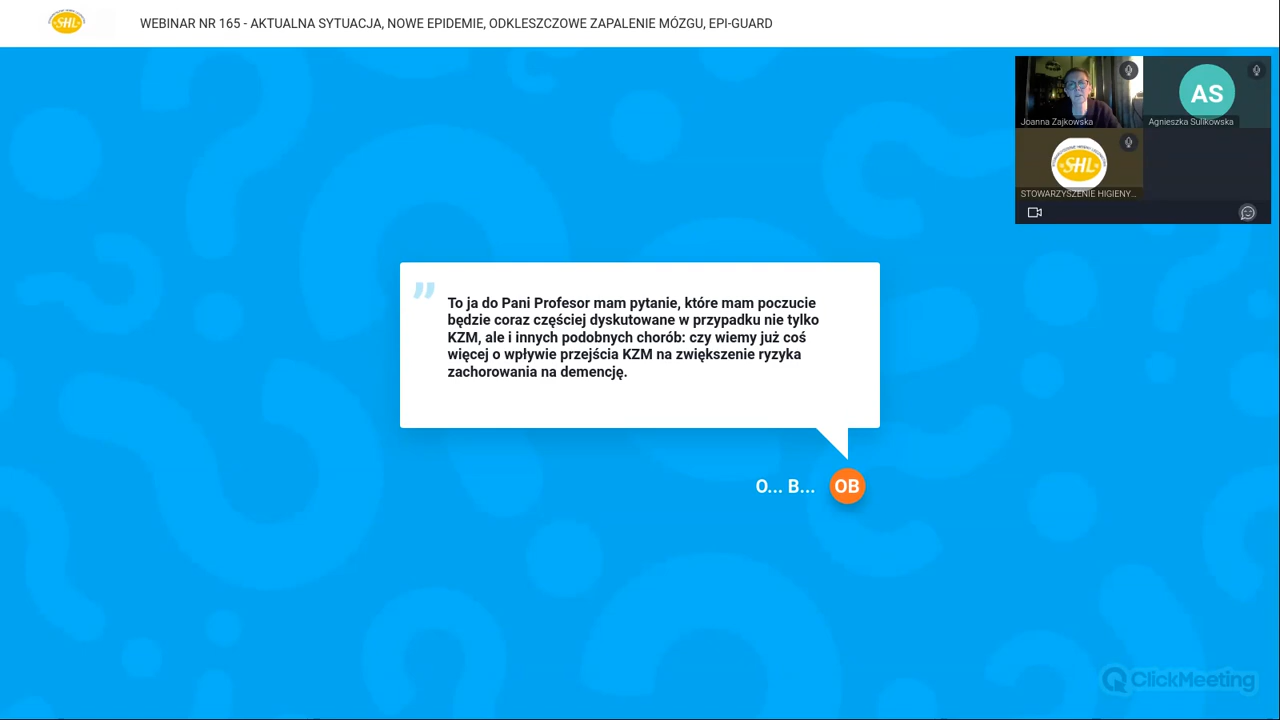 SHL
WEBINAR NR 165 - AKTUALNA SYTUACJA, NOWE EPIDEMIE, ODKLESZCZOWE ZAPALENIE MÓZGU, EPI-GUARD
AS
Joanna Zajkowska
Agnieszka Sulikowska
SHL
STOWARZYSZENIE HIGIENY...
To ja do Pani Profesor mam pytanie, które mam poczucie
będzie coraz częściej dyskutowane w przypadku nie tylko
KZM, ale i innych podobnych chorób: czy wiemy już coś
więcej o wpływie przejścia KZM na zwiększenie ryzyka
zachorowania na demencję.
O... B...
OB
ClickMeeting